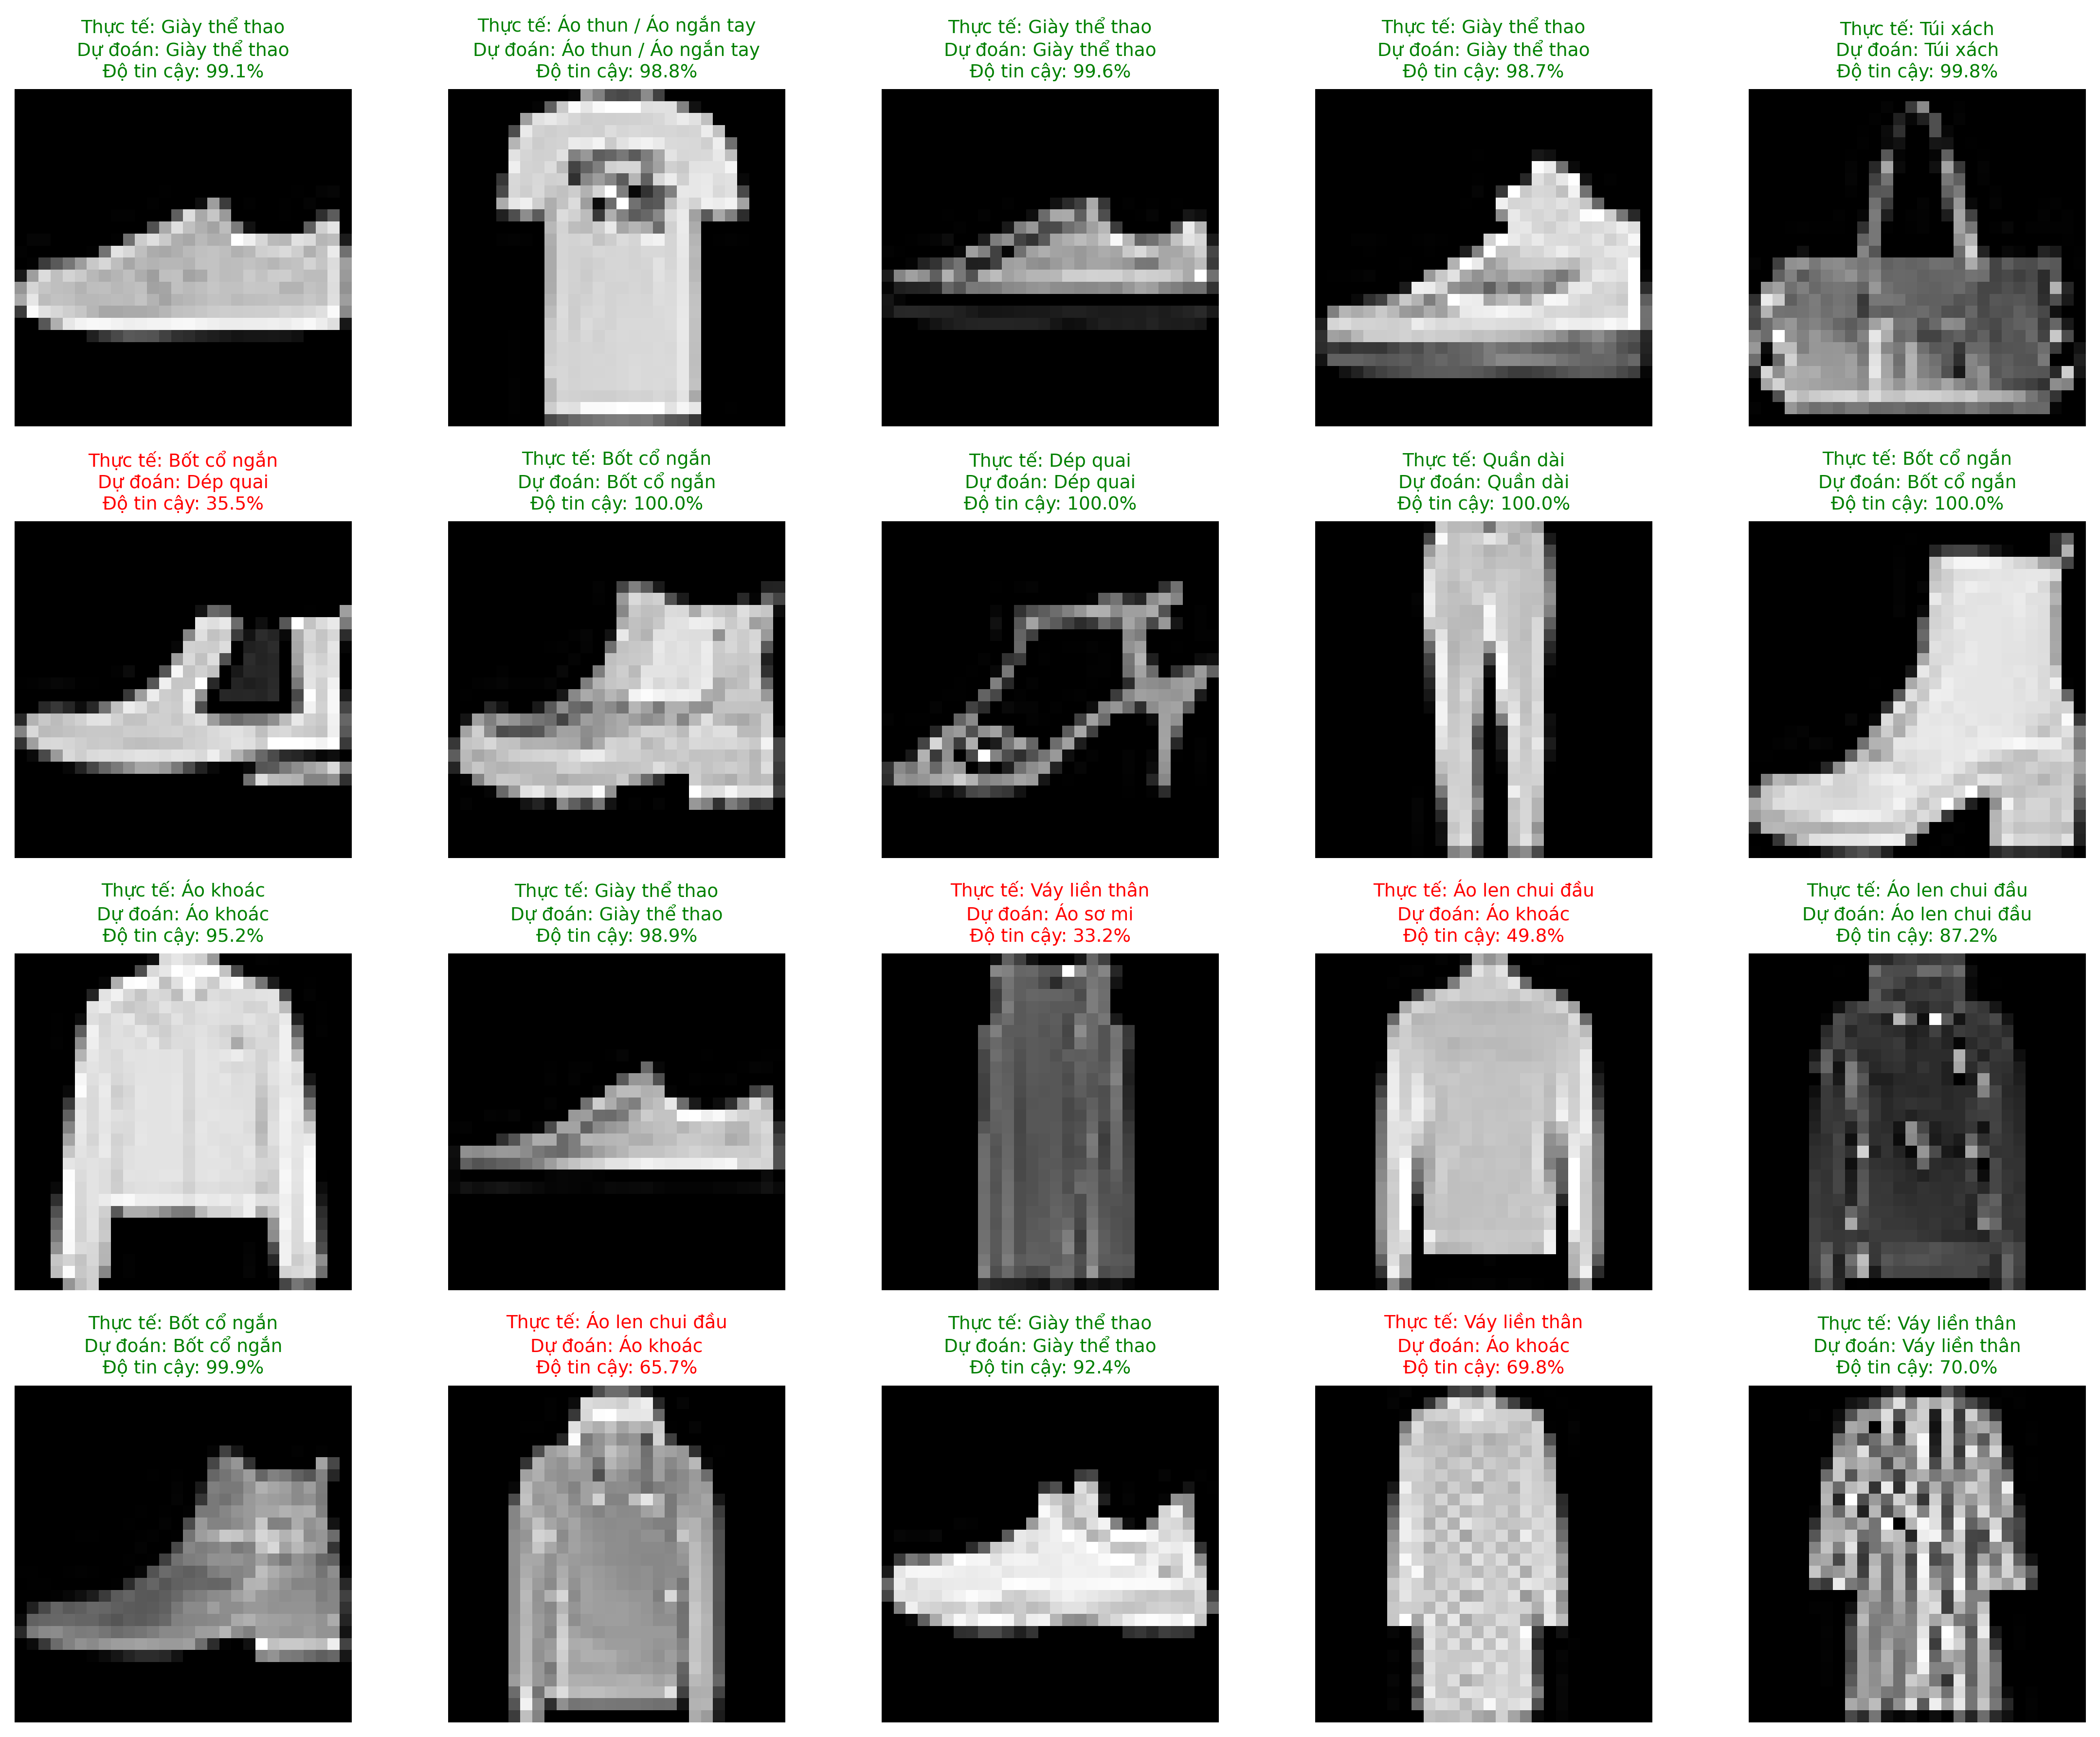 Thực tế: Giày thể thao
Dự đoán: Giày thể thao
Độ tin cậy: 99.1%
Thực tế: Áo thun / Áo ngắn tay
Dự đoán: Áo thun / Áo ngắn tay
Độ tin cậy: 98.8%
Thực tế: Giày thể thao
Dự đoán: Giày thể thao
Độ tin cậy: 99.6%
Thực tế: Giày thể thao
Dự đoán: Giày thể thao
Độ tin cậy: 98.7%
Thực tế: Túi xách
Dự đoán: Túi xách
Độ tin cậy: 99.8%
Thực tế: Bốt cổ ngắn
Dự đoán: Dép quai
Độ tin cậy: 35.5%
Thực tế: Bốt cổ ngắn
Dự đoán: Bốt cổ ngắn
Độ tin cậy: 100.0%
Thực tế: Dép quai
Dự đoán: Dép quai
Độ tin cậy: 100.0%
Thực tế: Quần dài
Dự đoán: Quần dài
Độ tin cậy: 100.0%
Thực tế: Bốt cổ ngắn
Dự đoán: Bốt cổ ngắn
Độ tin cậy: 100.0%
Thực tế: Áo khoác
Dự đoán: Áo khoác
Độ tin cậy: 95.2%
Thực tế: Giày thể thao
Dự đoán: Giày thể thao
Độ tin cậy: 98.9%
Thực tế: Váy liền thân
Dự đoán: Áo sơ mi
Độ tin cậy: 33.2%
Thực tế: Áo len chui đầu
Dự đoán: Áo khoác
Độ tin cậy: 49.8%
Thực tế: Áo len chui đầu
Dự đoán: Áo len chui đầu
Độ tin cậy: 87.2%
Thực tế: Bốt cổ ngắn
Dự đoán: Bốt cổ ngắn
Độ tin cậy: 99.9%
Thực tế: Áo len chui đầu
Dự đoán: Áo khoác
Độ tin cậy: 65.7%
Thực tế: Giày thể thao
Dự đoán: Giày thể thao
Độ tin cậy: 92.4%
Thực tế: Váy liền thân
Dự đoán: Áo khoác
Độ tin cậy: 69.8%
Thực tế: Váy liền thân
Dự đoán: Váy liền thân
Độ tin cậy: 70.0%